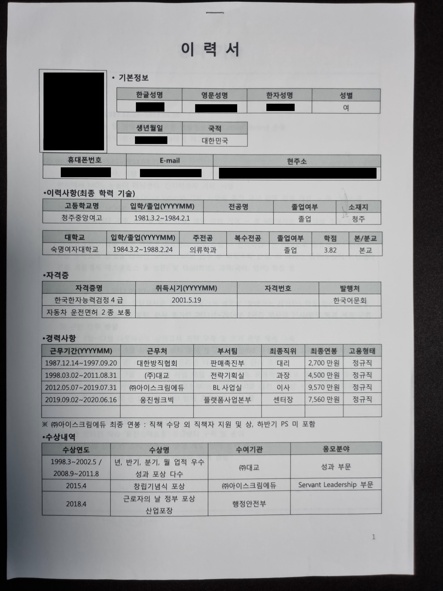 이 력 서
• 기본정보
한글성명 영문성명 한자성명 성별
여
생년월일 국적
대한민국
휴대폰번호 E-mail 현주소
•이력사항(최종 학력 기술)
고등학교명 입학/졸업(YYYYMM) 전공명 졸업여부 소재지
청주중앙여고 1981.3.2~1984.2.1 졸업 청주
대학교 입학/졸업(YYYYMM) 주전공 복수전공 졸업여부 학점 본/분교
숙명여자대학교 1984.3.2~1988.2.24 의류학과 졸업 3.82 본교
•자격증
자격증명 취득시기(YYYYMM) 자격번호 발행처
한국한자능력검정 4 급 2001.5.19 한국어문회
자동차 운전면허 2 종 보통
•경력사항
근무기간(YYYYMM) 근무처 부서팀 최종직위 최종연봉 고용형태
1987.12.14~1997.09.20 대한방직협회 판매촉진부 대리 2,700 만원 정규직
1998.03.02~2011.08.31 (주)대교 전략기획실 과장 4,500 만원 정규직
2012.05.07~2019.07.31 ㈜아이스크림에듀 BL 사업실 이사 9,570 만원 정규직
2019.09.02~2020.06.16 웅진씽크빅 플랫폼사업본부 센터장 7,560 만원 정규직
※ ㈜아이스크림에듀 최종 연봉 : 직책 수당 외 직책자 지원 및 상, 하반기 PS 미 포함
•수상내역
수상연도 수상명 수여기관 응모분야
1998.3~2002.5 / 년, 반기, 분기, 월 업적 우수 ㈜대교 성과 부문
2008.9~2011.8 성과 포상 다수
2015.4 창립기념식 포상 ㈜아이스크림에듀 Servant Leadership 부문
2018.4 근로자의 날 정부 포상 행정안전부
산업포장
1